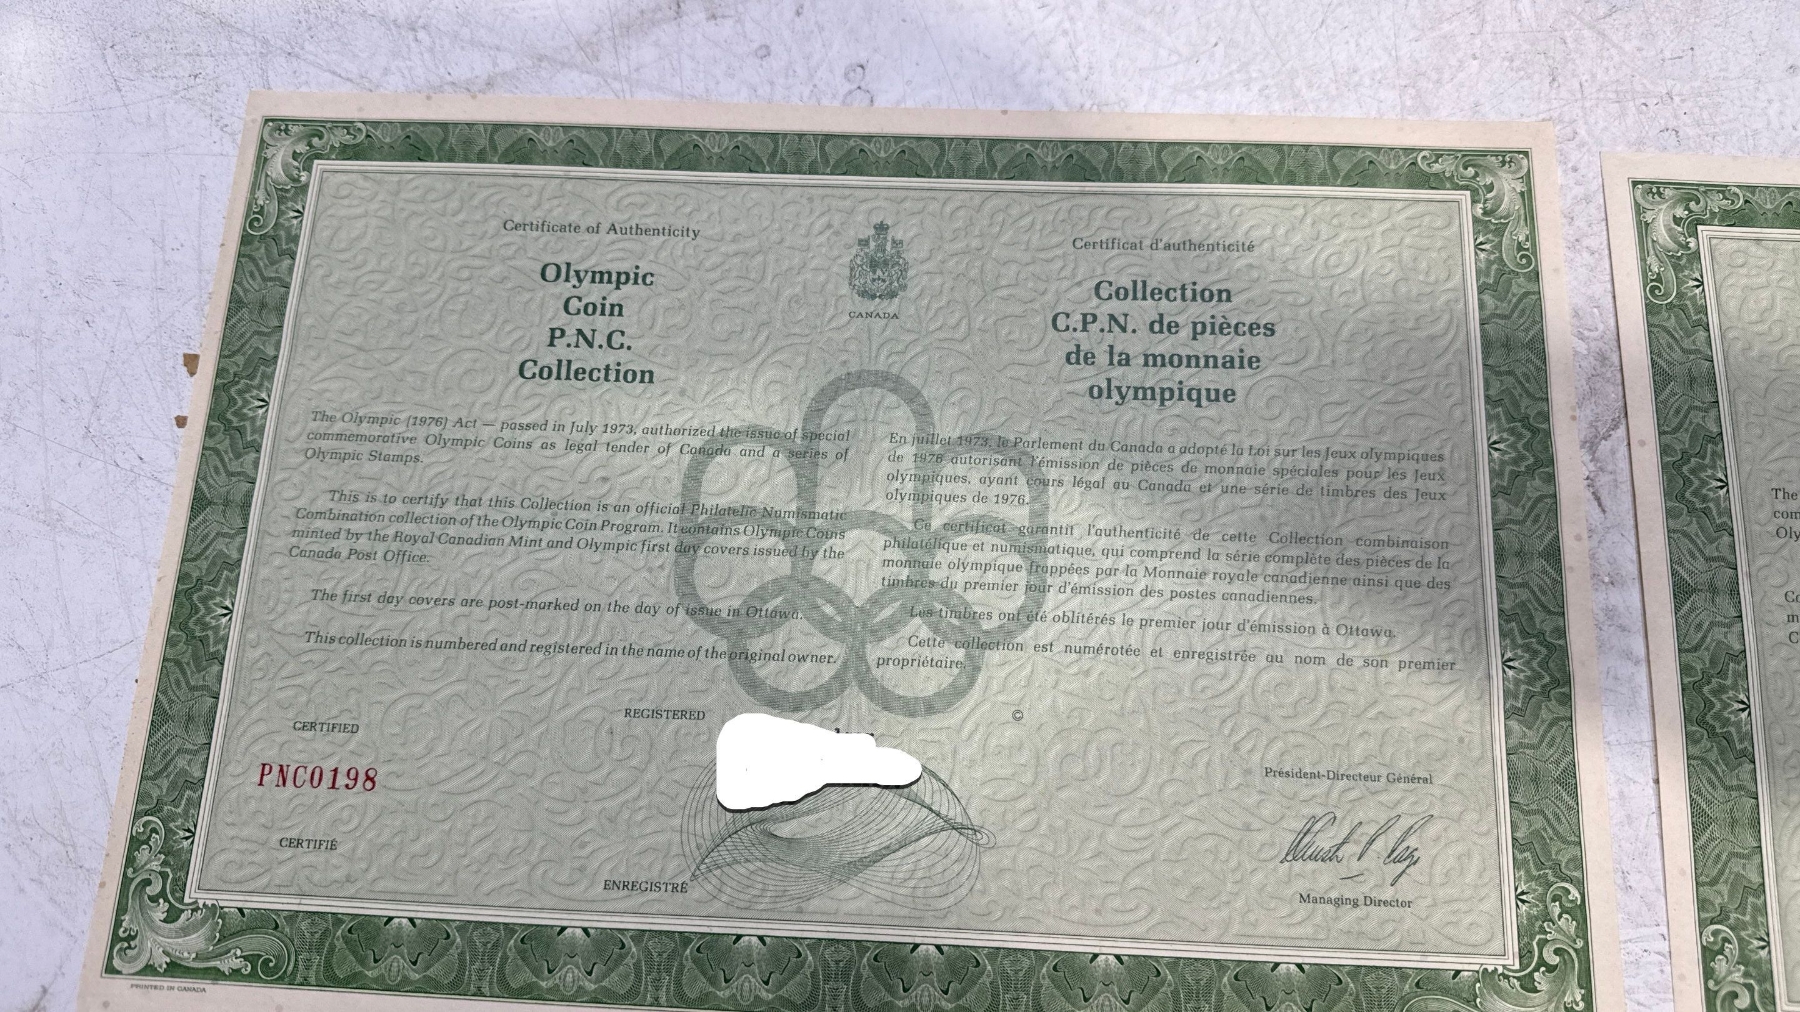 Certificate of Authenticity
Olympic
Coin
P.N.C.
Collection
The Olympic (1976) Act — passed in July 1973, authorized the issue of special
commemorative Olympic Coins as legal tender of Canada and a series of
Olympic Stamps.
This is to certify that this Collection is an official Philatelic Numismatic
Combination collection of the Olympic Coin Program. It contains Olympic Coins
minted by the Royal Canadian Mint and Olympic first day covers issued by the
Canada Post Office.
The first day covers are post-marked on the day of issue in Ottawa.
This collection is numbered and registered in the name of the original owner.
CANADA
Certificat d'authenticité
Collection
C.P.N. de pièces
de la monnaie
olympique
En juillet 1973, le Parlement du Canada a adopté la Loi sur les Jeux olympiques
de 1976 autorisant l'émission de pièces de monnaie spéciales pour les Jeux
olympiques, ayant cours légal au Canada et une série de timbres des Jeux
olympiques de 1976.
Ce certificat garantit l'authenticité de cette Collection combinaison
philatélique et numismatique, qui comprend la série complète des pièces de la
monnaie olympique frappées par la Monnaie royale canadienne ainsi que des
timbres du premier jour d'émission des postes canadiennes.
Les timbres ont été oblitérés le premier jour d'émission à Ottawa.
Cette collection est numérotée et enregistrée au nom de son premier
propriétaire.
CERTIFIED
PNC0198
CERTIFIÉ
REGISTERED
ENREGISTRÉ
©
Président-Directeur Général
Managing Director
PRINTED IN CANADA
The
com
Oly
Co
m
C